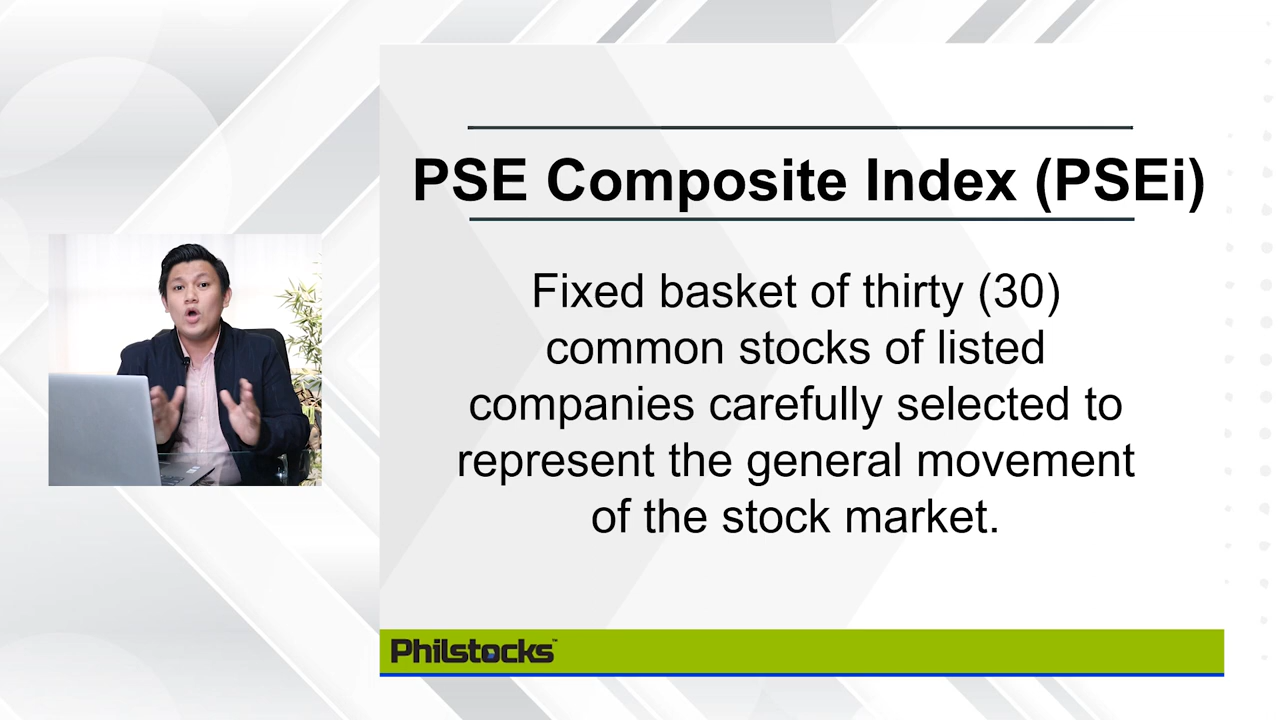 PSE Composite Index (PSEi)
Fixed basket of thirty (30)
common stocks of listed
companies carefully selected to
represent the general movement
of the stock market.
Philstocks™